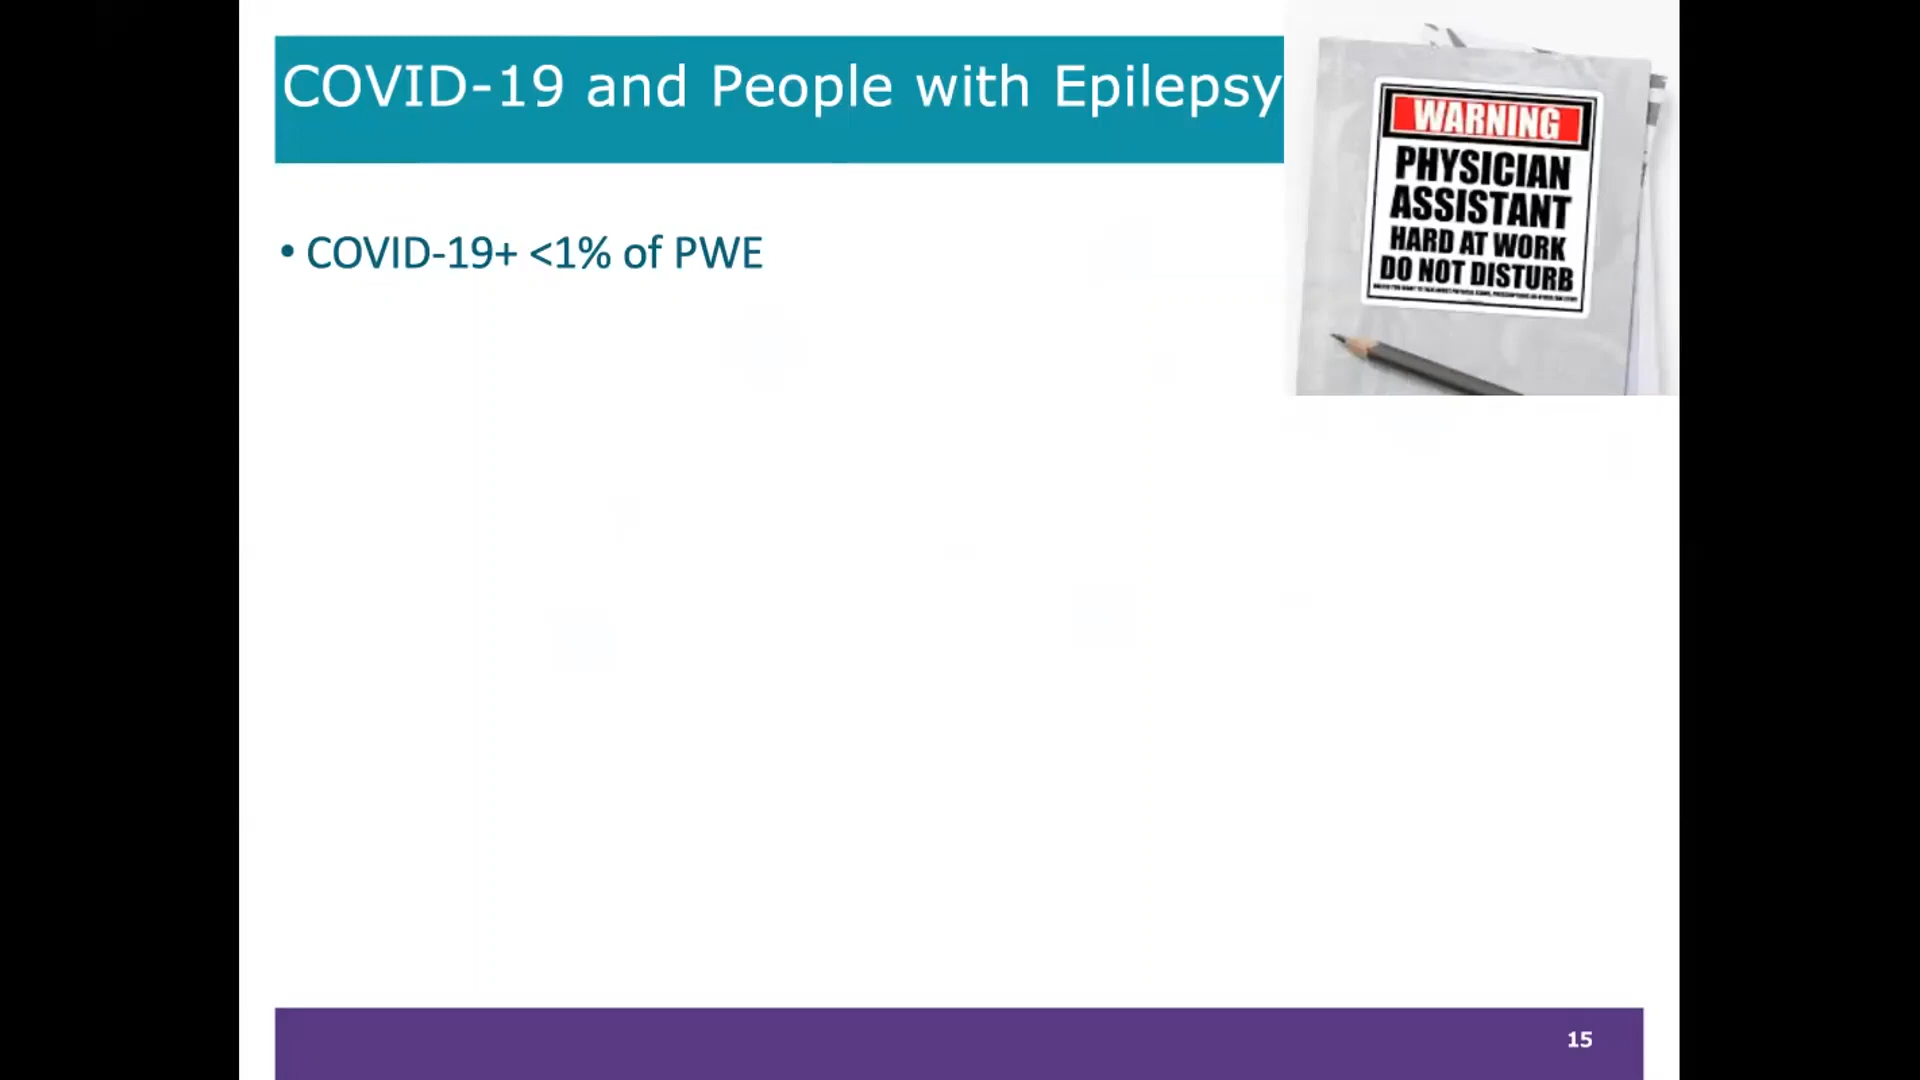 COVID-19 and People with Epilepsy
WARNING
PHYSICIAN
ASSISTANT
HARD AT WORK
DO NOT DISTURB
• COVID-19+ <1% of PWE
15